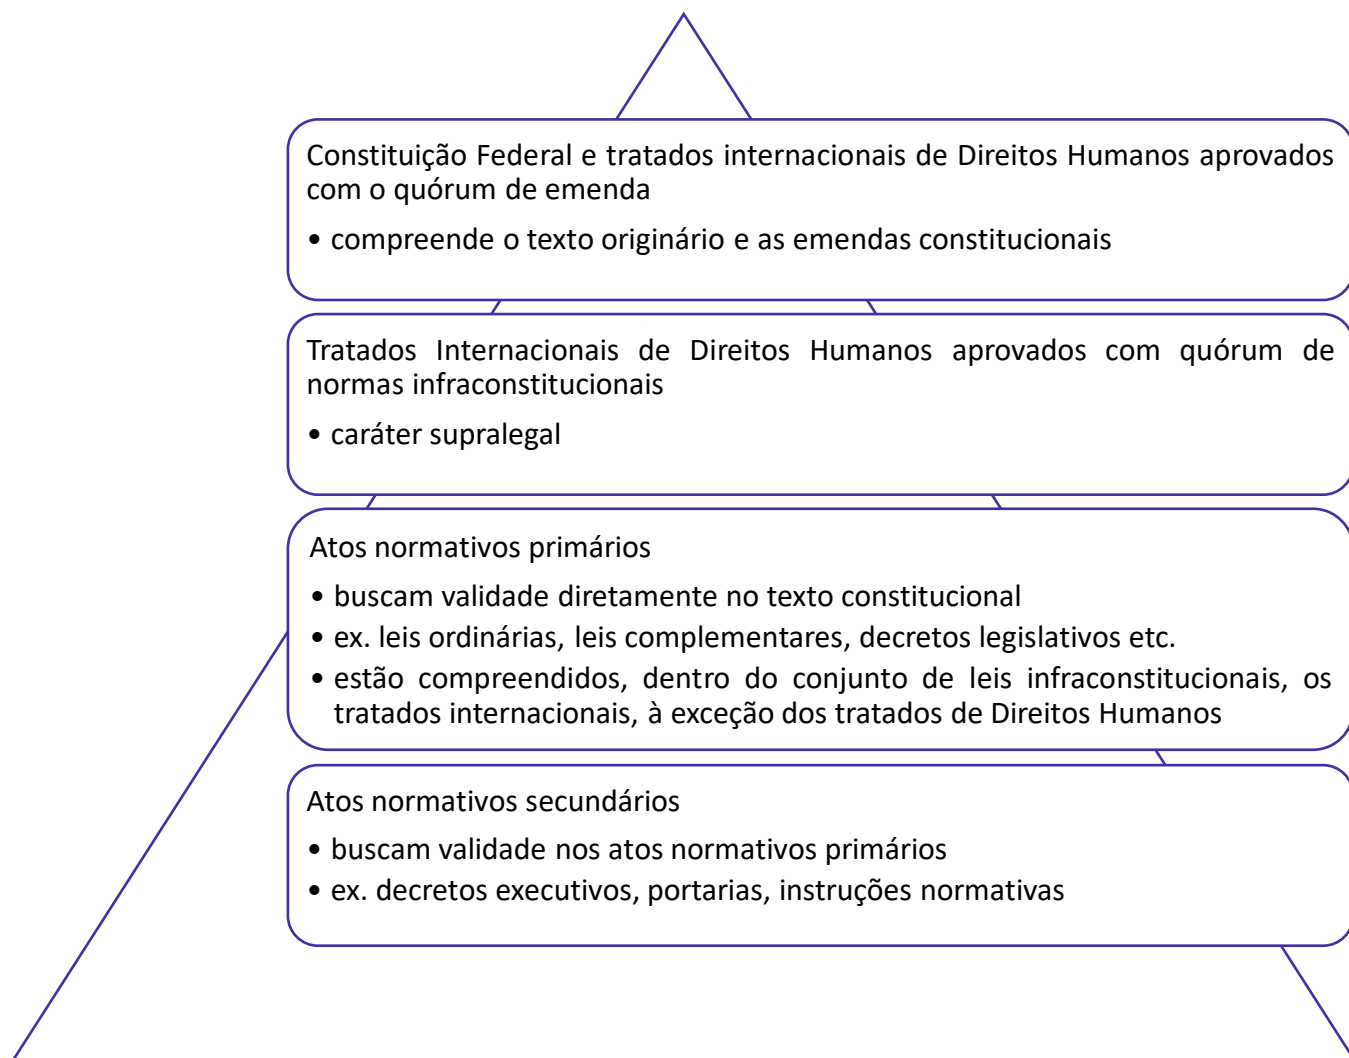 Constituição Federal e tratados internacionais de Direitos Humanos aprovados
com o quórum de emenda
• compreende o texto originário e as emendas constitucionais
Tratados Internacionais de Direitos Humanos aprovados com quórum de
normas infraconstitucionais
• caráter supralegal
Atos normativos primários
• buscam validade diretamente no texto constitucional
• ex. leis ordinárias, leis complementares, decretos legislativos etc.
• estão compreendidos, dentro do conjunto de leis infraconstitucionais, os
tratados internacionais, à exceção dos tratados de Direitos Humanos
Atos normativos secundários
• buscam validade nos atos normativos primários
• ex. decretos executivos, portarias, instruções normativas